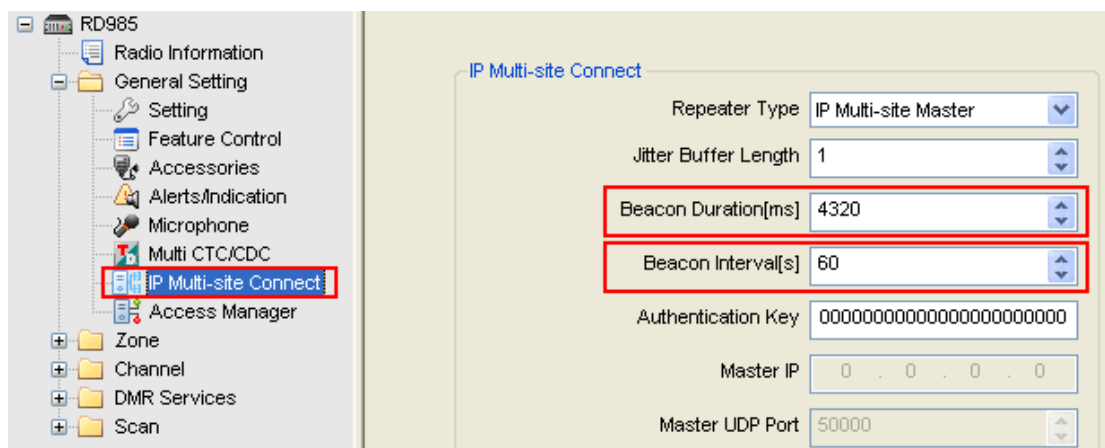 RD985
Radio Information
General Setting
Setting
Feature Control
Accessories
Alerts/Indication
Microphone
Multi CTC/CDC
IP Multi-site Connect
Access Manager
Zone
Channel
DMR Services
Scan
IP Multi-site Connect
Repeater Type IP Multi-site Master
Jitter Buffer Length 1
Beacon Duration[ms] 4320
Beacon Interval[s] 60
Authentication Key 00000000000000000000000
Master IP 0 . 0 . 0 . 0
Master UDP Port 50000